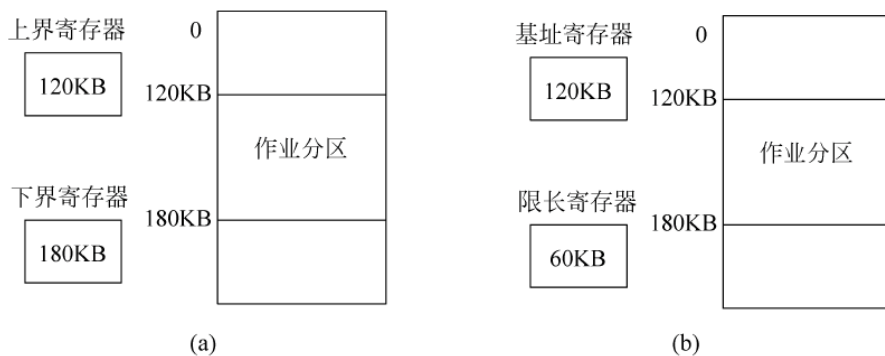 上界寄存器
0
120KB
120KB
作业分区
下界寄存器
180KB
180KB
(a)
基址寄存器
0
120KB
120KB
作业分区
限长寄存器
180KB
60KB
(b)